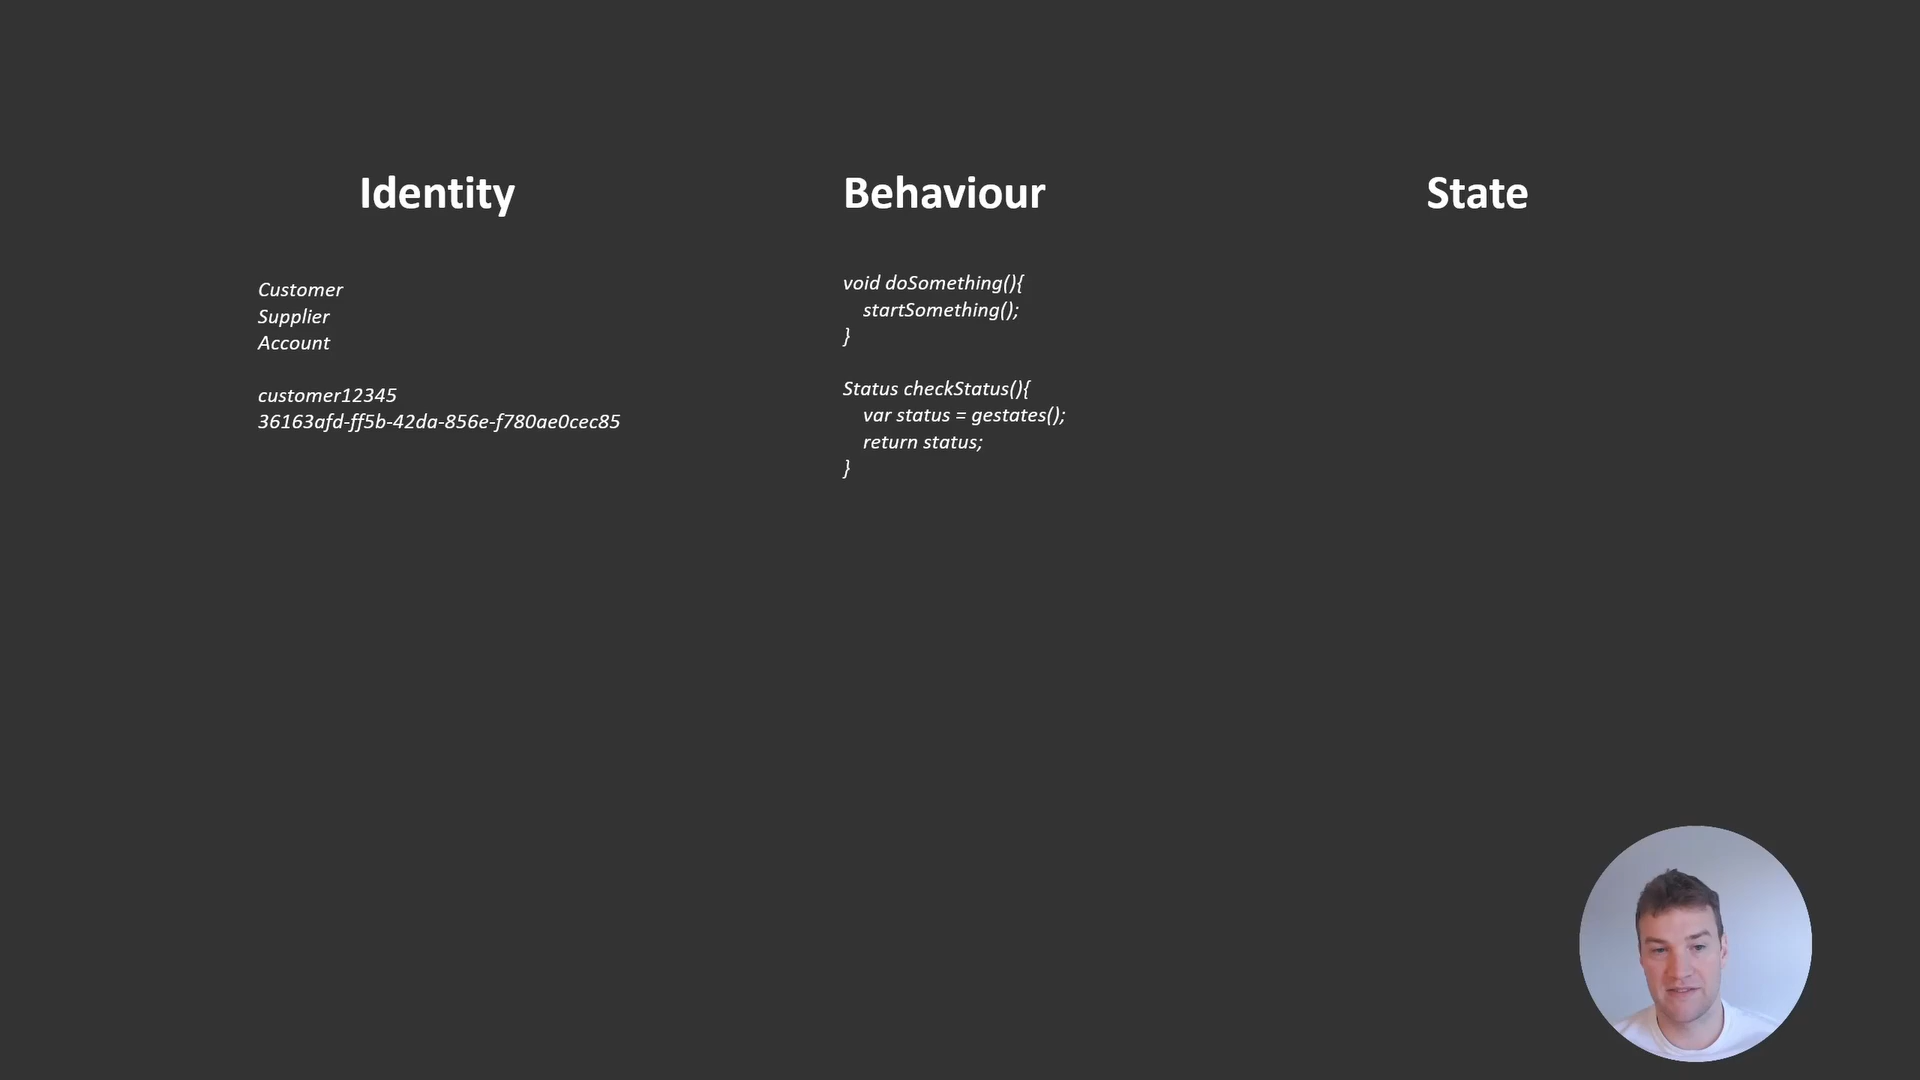 Identity
Customer
Supplier
Account
customer12345
36163afd-ff5b-42da-856e-f780ae0cec85
Behaviour
void doSomething(){
startSomething();
}
Status checkStatus(){
var status = gestates();
return status;
}
State